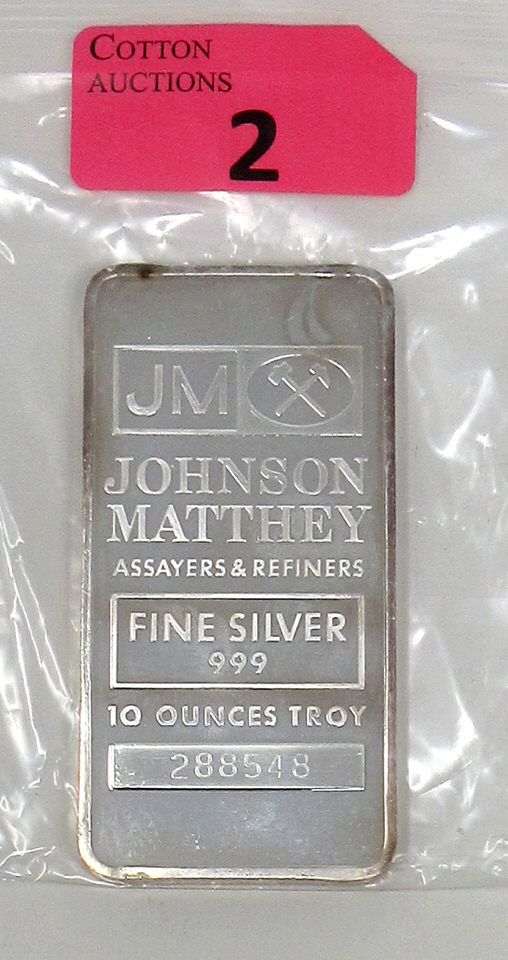 COTTON
AUCTIONS
2
JM
JOHNSON
MATTHEY
ASSAYERS & REFINERS
FINE SILVER
999
10 OUNCES TROY
288548